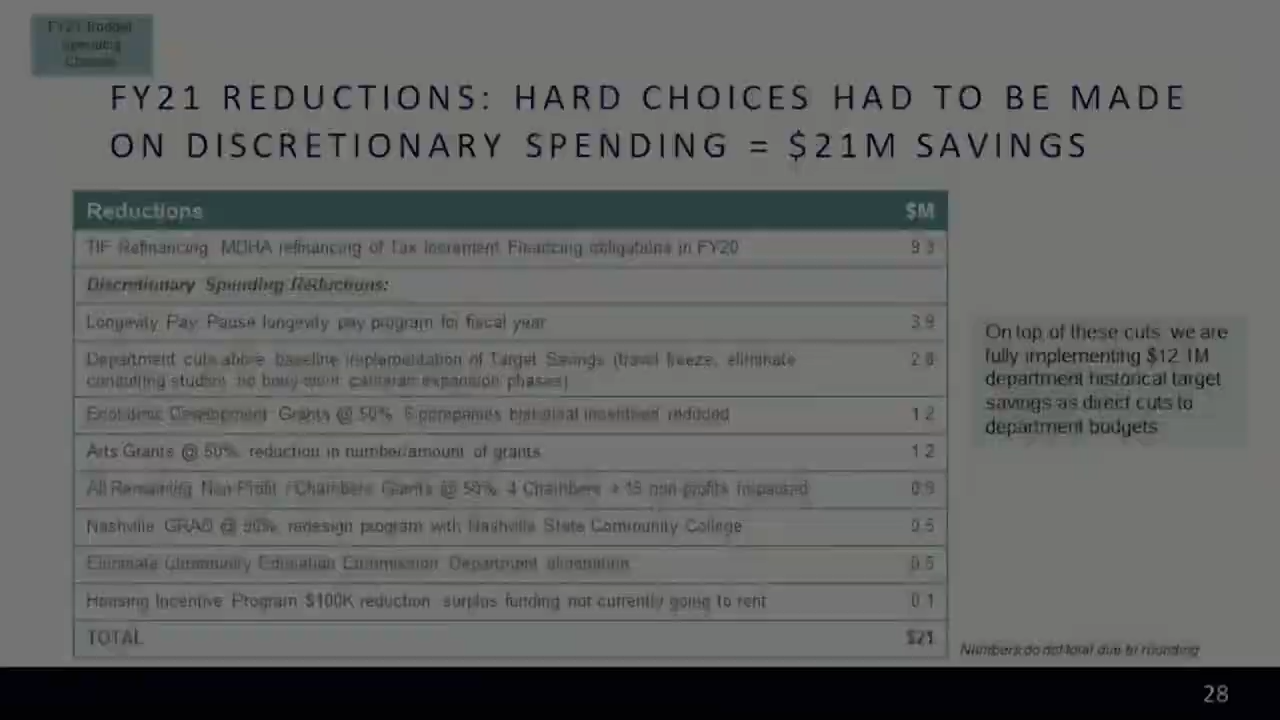 FY21 Budget
Spending
FY21 REDUCTIONS: HARD CHOICES HAD TO BE MADE
ON DISCRETIONARY SPENDING = $21M SAVINGS
Reductions $M
TIF Refinancing MDHA refinancing of Tax Increment Financing obligations in FY20 9.3
Discretionary Spending Reductions:
Longevity Pay Pause longevity pay program for fiscal year 3.9
Department cuts above baseline implementation of Target Savings (travel freeze, eliminate 2.8
consulting student no body-worn cameras expansion phases)
Economic Development Grants @ 50% 6 companies historical incentives reduced 1.2
Arts Grants @ 50% reduction in number/amount of grants 1.2
All Remaining Non-Profit / Chambers Grants @ 50% 4 Chambers + 15 non-profits impacted 0.9
Nashville GRAD @ 50% redesign program with Nashville State Community College 0.5
Eliminate Community Education Commission Department elimination 0.5
Housing Incentive Program $100K reduction surplus funding not currently going to rent 0.1
TOTAL $21
On top of these cuts we are
fully implementing $12.1M
department historical target
savings as direct cuts to
department budgets
Numbers do not total due to rounding
28